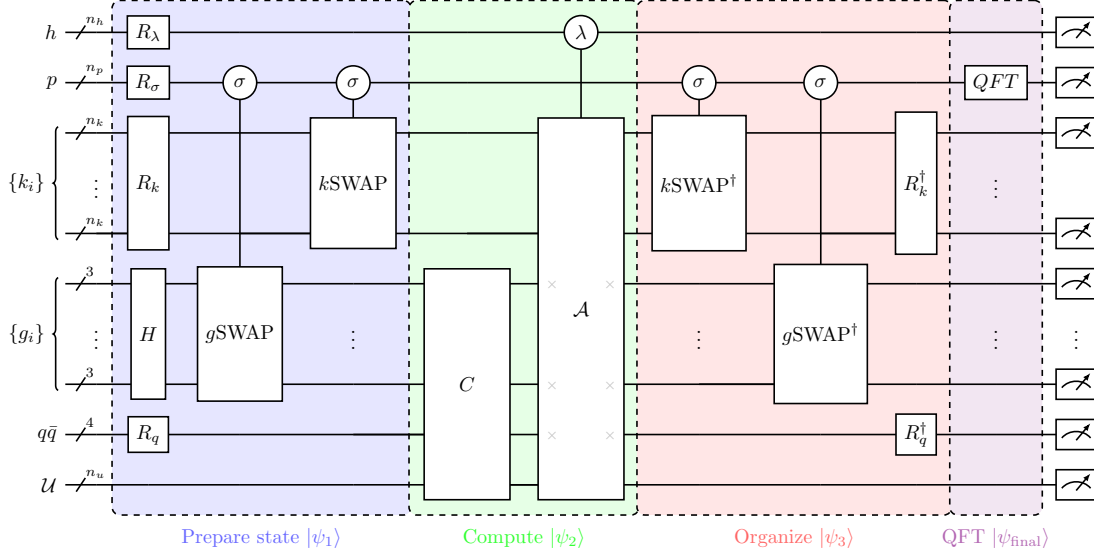 h n_h R_λ λ
p n_p R_σ σ σ σ σ QFT
{k_i} n_k ⋮ n_k R_k kSWAP kSWAP† R_k† ⋮
{g_i} 3 ⋮ 3 H gSWAP ⋮ C × × × × × × 𝒜 ⋮ gSWAP† ⋮ ⋮
qq̄ 4 R_q R_q†
𝒰 n_u
Prepare state |ψ_1⟩ Compute |ψ_2⟩ Organize |ψ_3⟩ QFT |ψ_final⟩